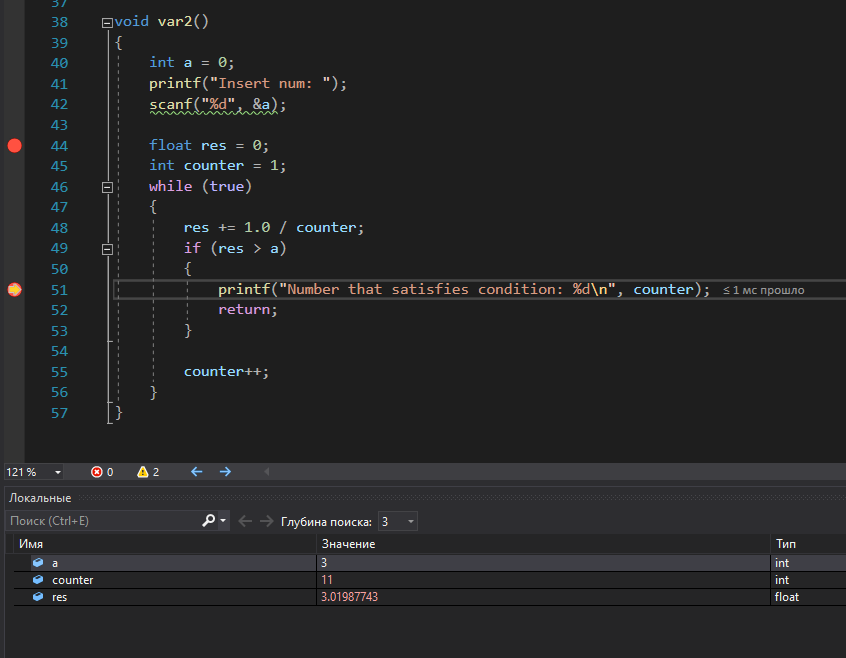 37
38 void var2()
39 {
40 int a = 0;
41 printf("Insert num: ");
42 scanf("%d", &a);
43
44 float res = 0;
45 int counter = 1;
46 while (true)
47 {
48 res += 1.0 / counter;
49 if (res > a)
50 {
51 printf("Number that satisfies condition: %d\n", counter); ≤ 1 мс прошло
52 return;
53 }
54
55 counter++;
56 }
57 }
121 % 0 2
Локальные
Поиск (Ctrl+E) Глубина поиска: 3
Имя Значение Тип
a 3 int
counter 11 int
res 3.01987743 float